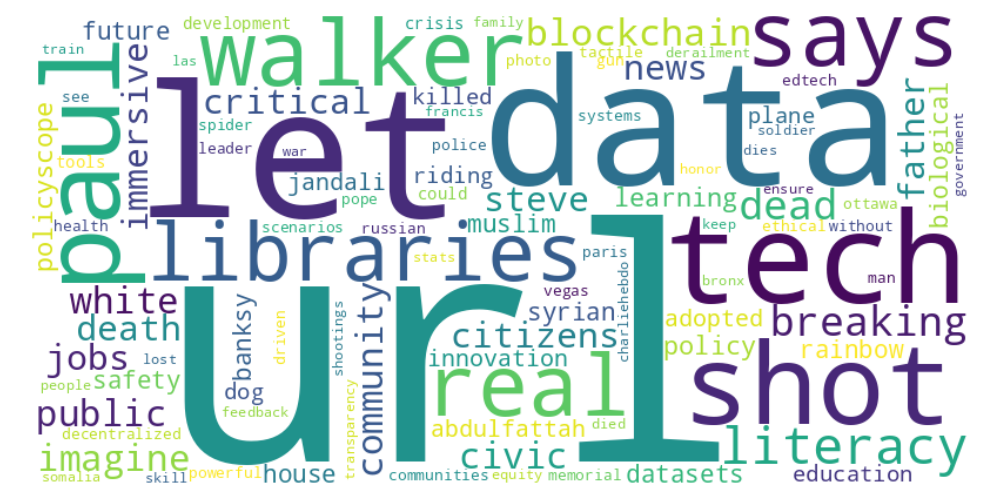 development
crisis
family
future
walker
blockchain
says
train
las
photo
tactile
gun
derailment
paul
immersive
let
data
news
edtech
see
critical
killed
plane
father
biological
government
policyscope
spider
francis
systems
soldier
tools
leader
war
police
dies
jandali
riding
honor
pope
could
steve
learning
dead
ensure
ottawa
health
libraries
scenarios
russian
muslim
url
tech
keep
ethical
without
stats
paris
man
bronx
white
banksy
driven
shootings
community
vegas
syrian
charliehebdo
adopted
breaking
death
citizens
policy
rainbow
jobs
lost
innovation
real
shot
people
safety
dog
public
feedback
transparency
abdulfattah
died
literacy
decentralized
imagine
civic
somalia
skill
powerful
house
communities
equity
memorial
datasets
education